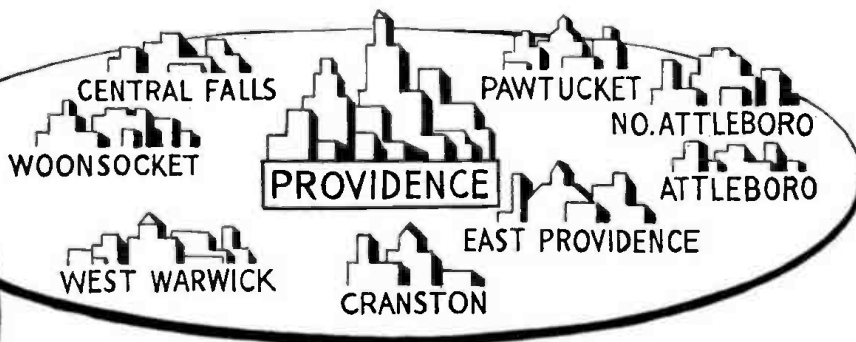 CENTRAL FALLS
PAWTUCKET
NO. ATTLEBORO
WOONSOCKET
PROVIDENCE
ATTLEBORO
EAST PROVIDENCE
WEST WARWICK
CRANSTON